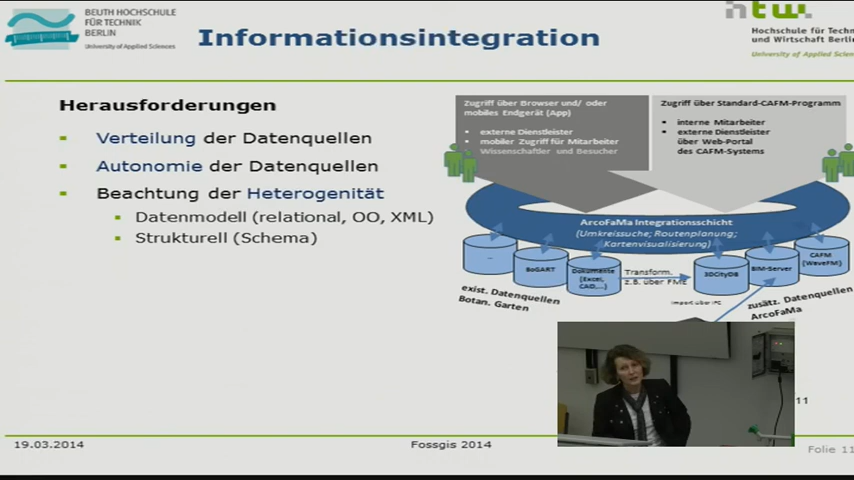 BEUTH HOCHSCHULE
FÜR TECHNIK
BERLIN
University of Applied Sciences
Informationsintegration
htw.
Hochschule für Techn
und Wirtschaft Berlin
University of Applied Scien
Herausforderungen
Verteilung der Datenquellen
Autonomie der Datenquellen
Beachtung der Heterogenität
Datenmodell (relational, OO, XML)
Strukturell (Schema)
Zugriff über Browser und/ oder
mobiles Endgerät (App)
externe Dienstleister
mobiler Zugriff für Mitarbeiter
Wissenschaftler und Besucher
Zugriff über Standard-CAFM-Programm
interne Mitarbeiter
externe Dienstleister
über Web-Portal
des CAFM-Systems
ArcoFaMa Integrationsschicht
(Umkreissuche; Routenplanung;
Kartenvisualisierung)
...
BoGART
Dokumente
(Excel,
CAD,...)
Transform.
z.B. über FME
3DCityDB
BIM-Server
CAFM
(WaveFM)
exist. Datenquellen
Botan. Garten
import über IFC
zusätz. Datenquellen
ArcoFaMa
11
19.03.2014
Fossgis 2014
Folie 11